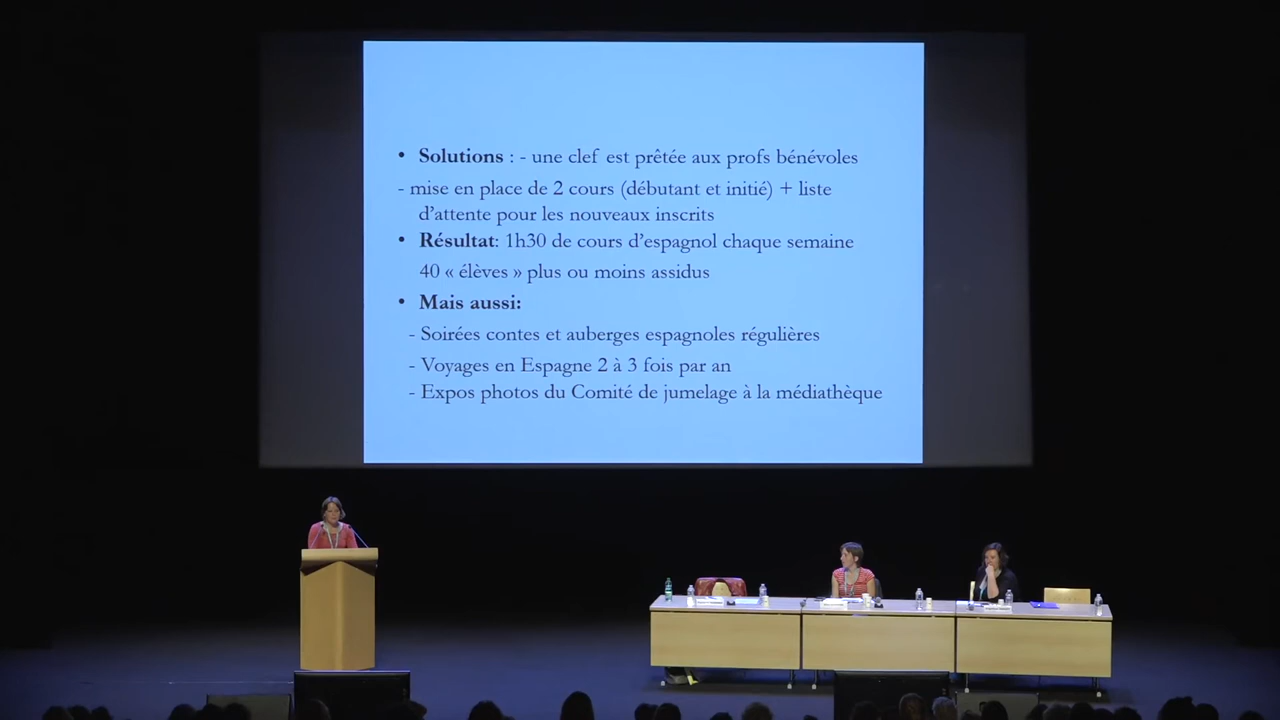 • Solutions : - une clef est prêtée aux profs bénévoles
- mise en place de 2 cours (débutant et initié) + liste
d’attente pour les nouveaux inscrits
• Résultat: 1h30 de cours d’espagnol chaque semaine
40 « élèves » plus ou moins assidus
• Mais aussi:
- Soirées contes et auberges espagnoles régulières
- Voyages en Espagne 2 à 3 fois par an
- Expos photos du Comité de jumelage à la médiathèque